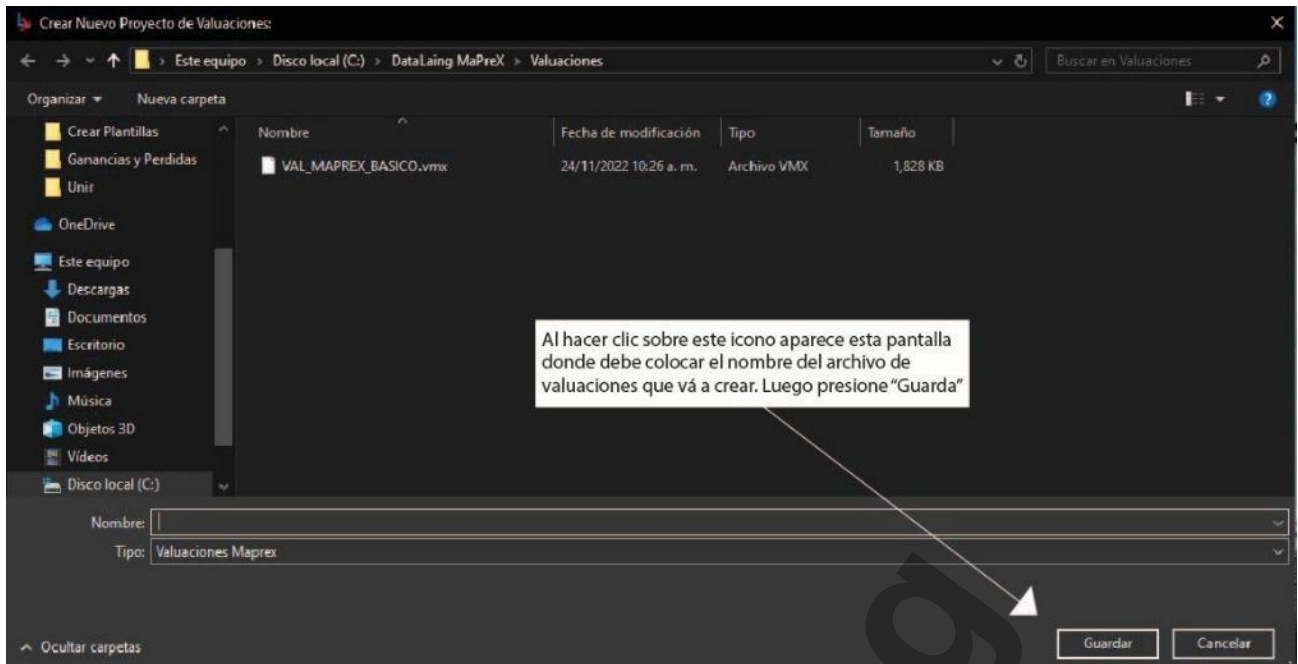 Crear Nuevo Proyecto de Valuaciones:
Este equipo > Disco local (C:) > DataLaing MaPreX > Valuaciones
Buscar en Valuaciones
Organizar
Nueva carpeta
Crear Plantillas
Ganancias y Perdidas
Unir
OneDrive
Este equipo
Descargas
Documentos
Escritorio
Imágenes
Música
Objetos 3D
Vídeos
Disco local (C:)
Nombre Fecha de modificación Tipo Tamaño
VAL_MAPREX_BASICO.vmx 24/11/2022 10:26 a. m. Archivo VMX 1,828 KB
Al hacer clic sobre este icono aparece esta pantalla
donde debe colocar el nombre del archivo de
valuaciones que vá a crear. Luego presione “Guarda”
Nombre:
Tipo: Valuaciones Maprex
Ocultar carpetas
Guardar
Cancelar